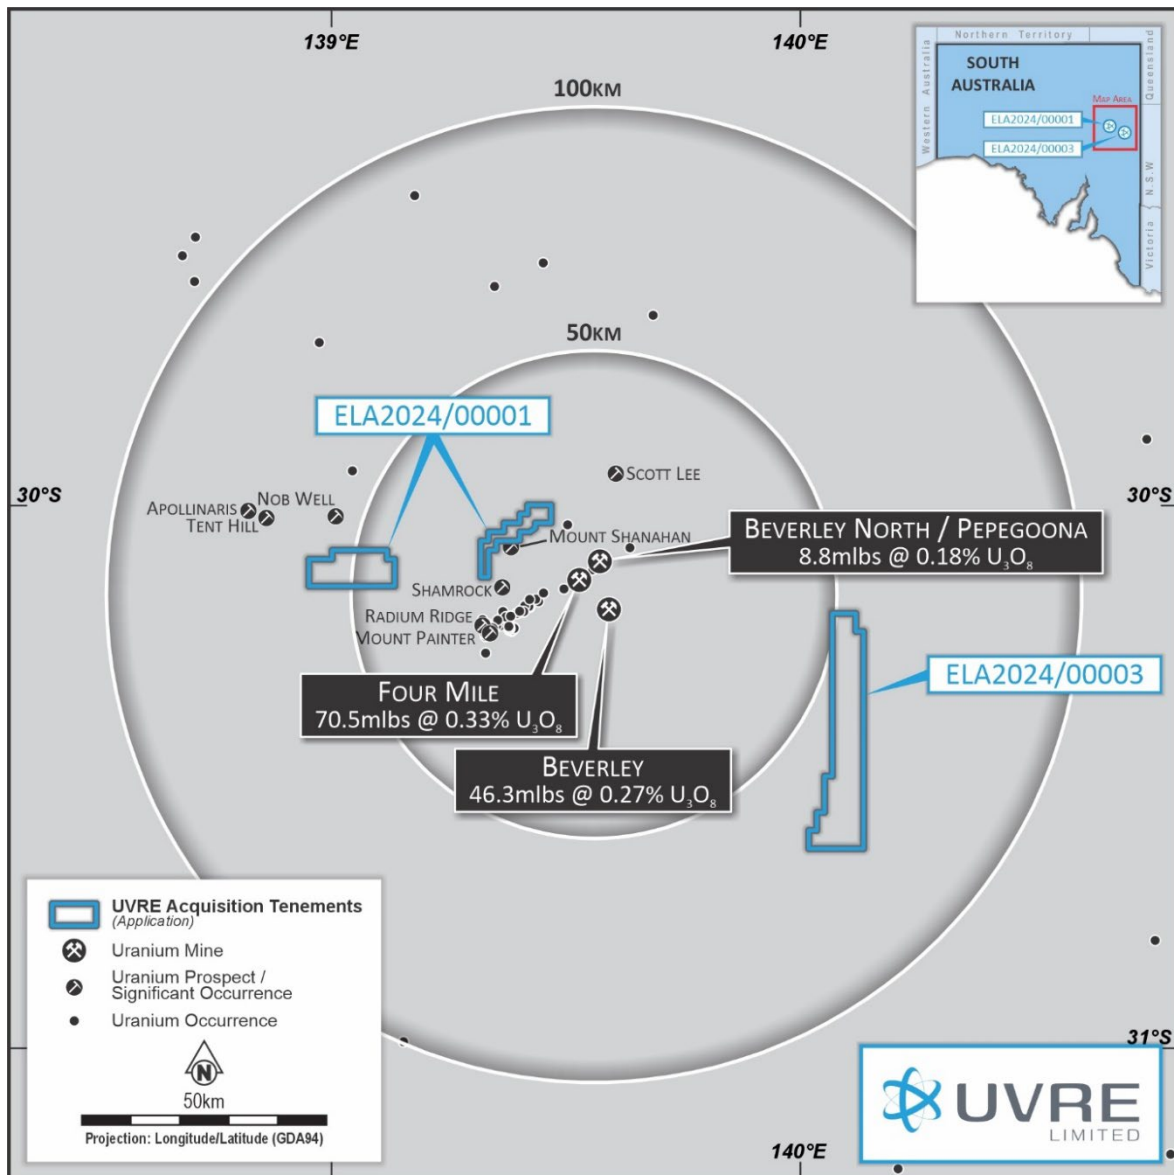 139°E
140°E
100KM
50KM
Northern Territory
Western Australia
SOUTH
AUSTRALIA
Queensland
MAP AREA
ELA2024/00001
ELA2024/00003
N.S.W
Victoria
ELA2024/00001
30°S
30°S
SCOTT LEE
APOLLINARIS
NOB WELL
TENT HILL
MOUNT SHANAHAN
BEVERLEY NORTH / PEPEGOONA
8.8mlbs @ 0.18% U₃O₈
SHAMROCK
RADIUM RIDGE
MOUNT PAINTER
ELA2024/00003
FOUR MILE
70.5mlbs @ 0.33% U₃O₈
BEVERLEY
46.3mlbs @ 0.27% U₃O₈
UVRE Acquisition Tenements
(Application)
Uranium Mine
Uranium Prospect /
Significant Occurrence
Uranium Occurrence
N
50km
Projection: Longitude/Latitude (GDA94)
31°S
UVRE
LIMITED
140°E